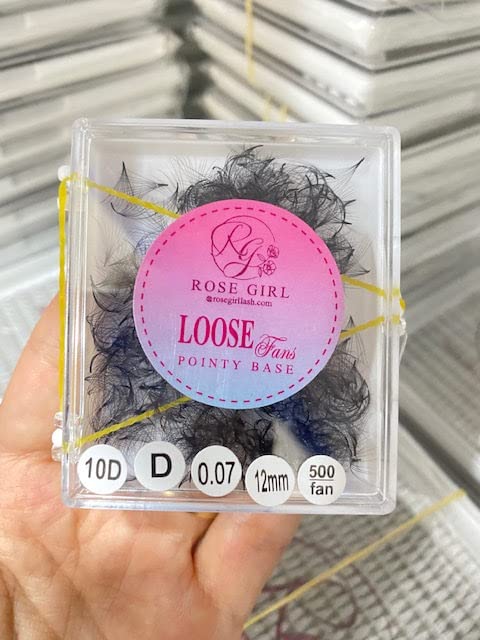 RG
ROSE GIRL
@rosegirllash.com
LOOSE Fans
POINTY BASE
10D
D
0.07
12mm
500
fan